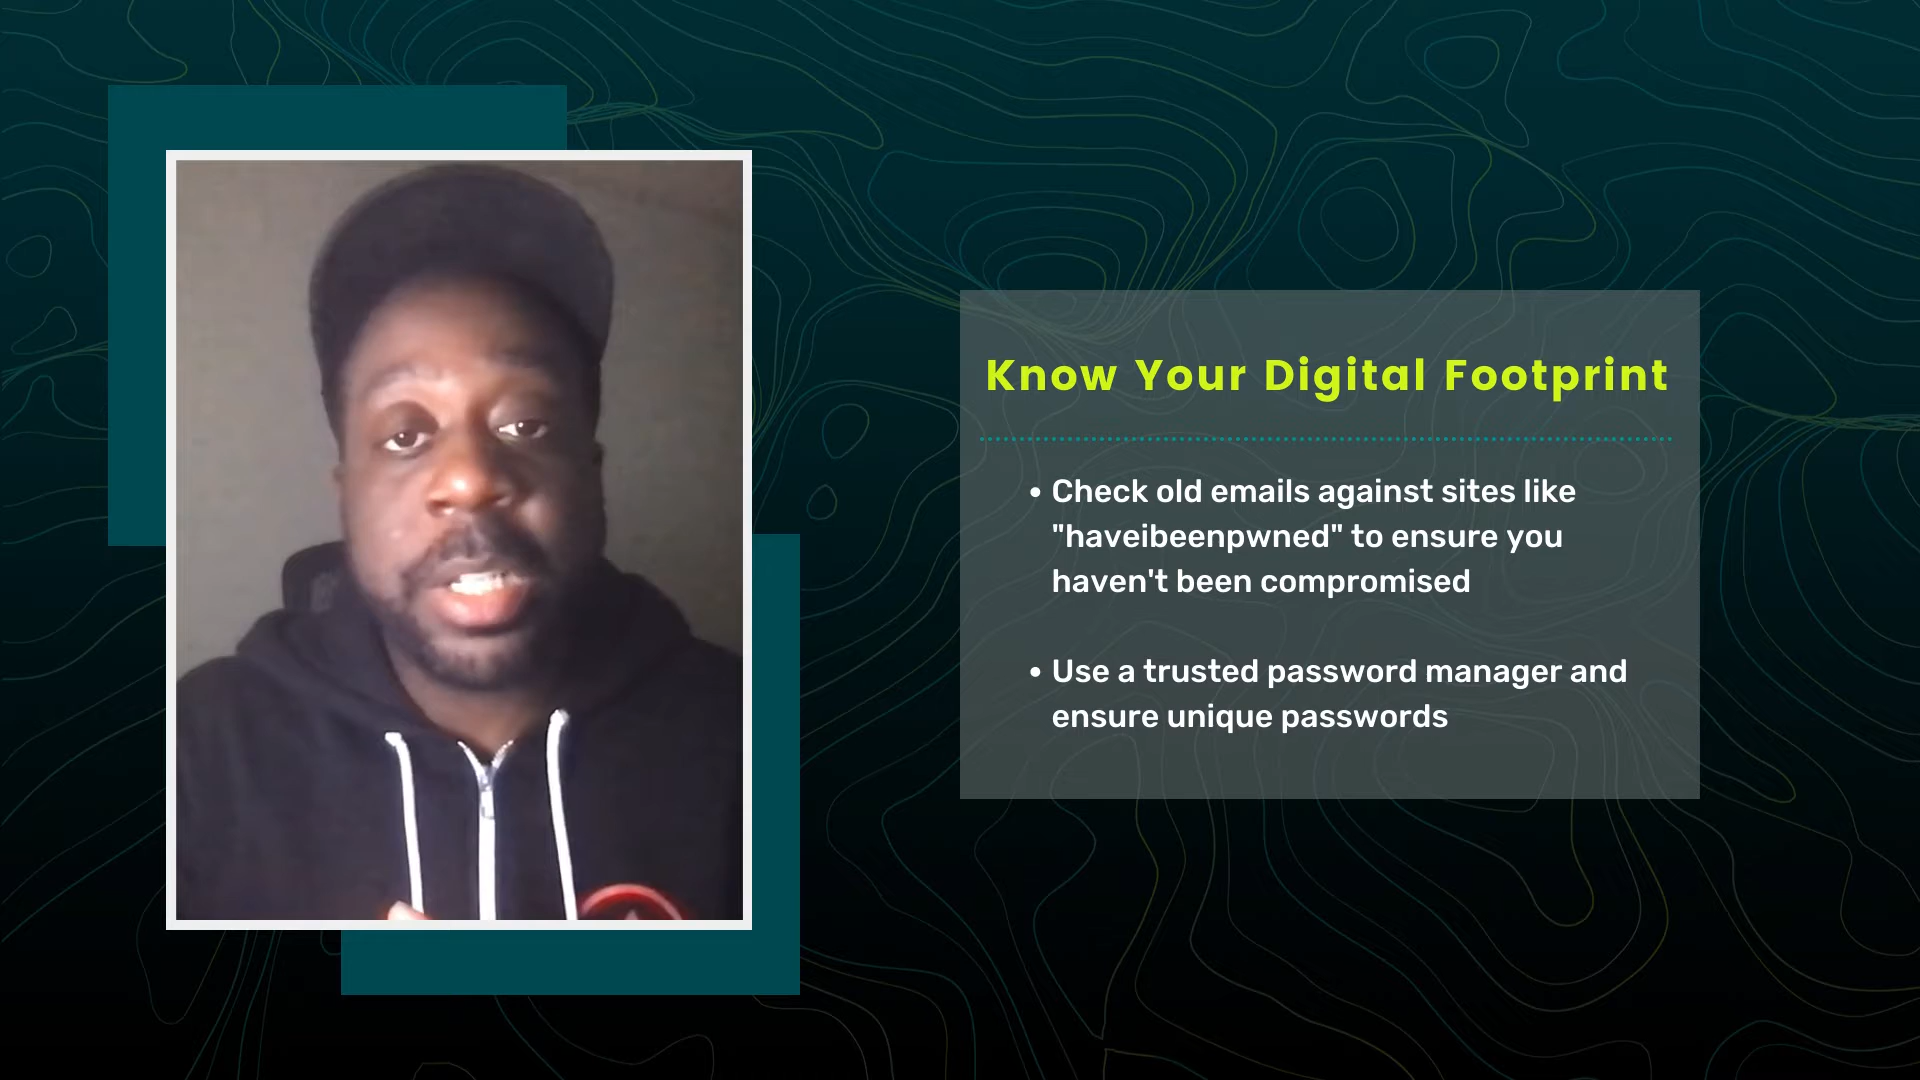 Know Your Digital Footprint
• Check old emails against sites like
"haveibeenpwned" to ensure you
haven't been compromised
• Use a trusted password manager and
ensure unique passwords